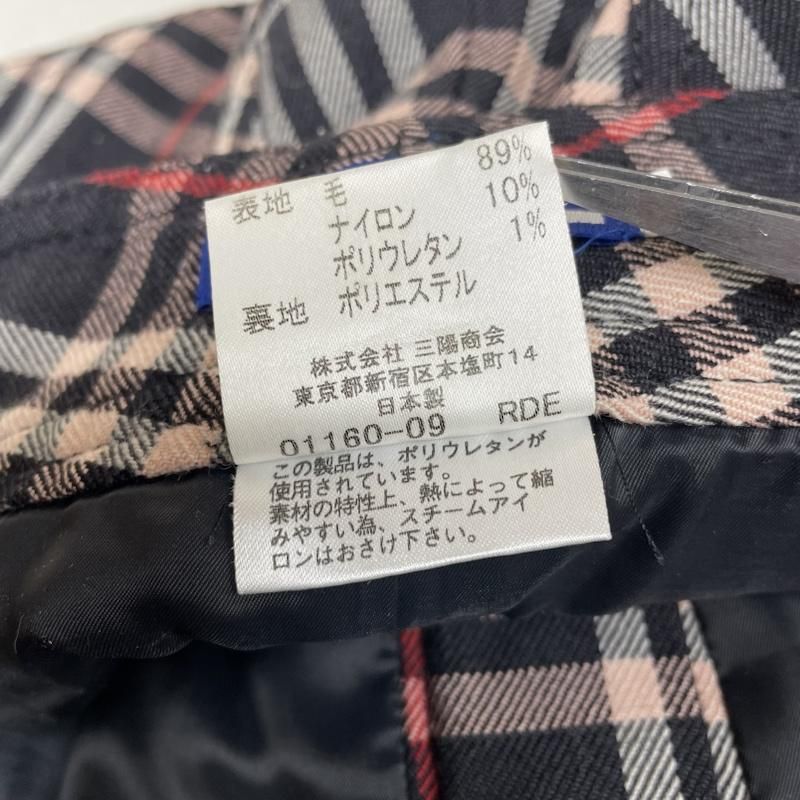 表地 毛 89%
ナイロン 10%
ポリウレタン 1%
裏地 ポリエステル
株式会社 三陽商会
東京都新宿区本塩町14
日本製
01160-09 RDE
この製品は、ポリウレタンが
使用されています。
素材の特性上、熱によって縮
みやすい為、スチームアイ
ロンはおさけ下さい。